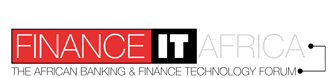 FINANCE IT AFRICA
THE AFRICAN BANKING & FINANCE TECHNOLOGY FORUM